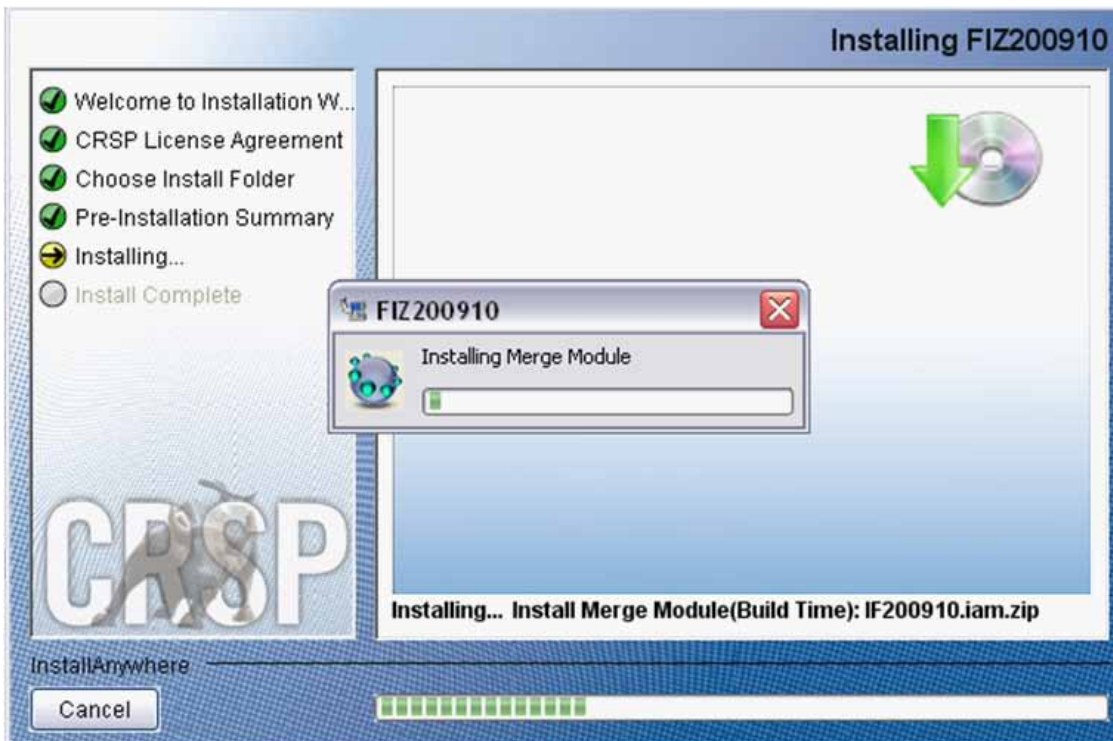 Installing FIZ200910
Welcome to Installation W...
CRSP License Agreement
Choose Install Folder
Pre-Installation Summary
Installing...
Install Complete
FIZ200910
Installing Merge Module
CRSP
Installing... Install Merge Module(Build Time): IF200910.iam.zip
InstallAnywhere
Cancel